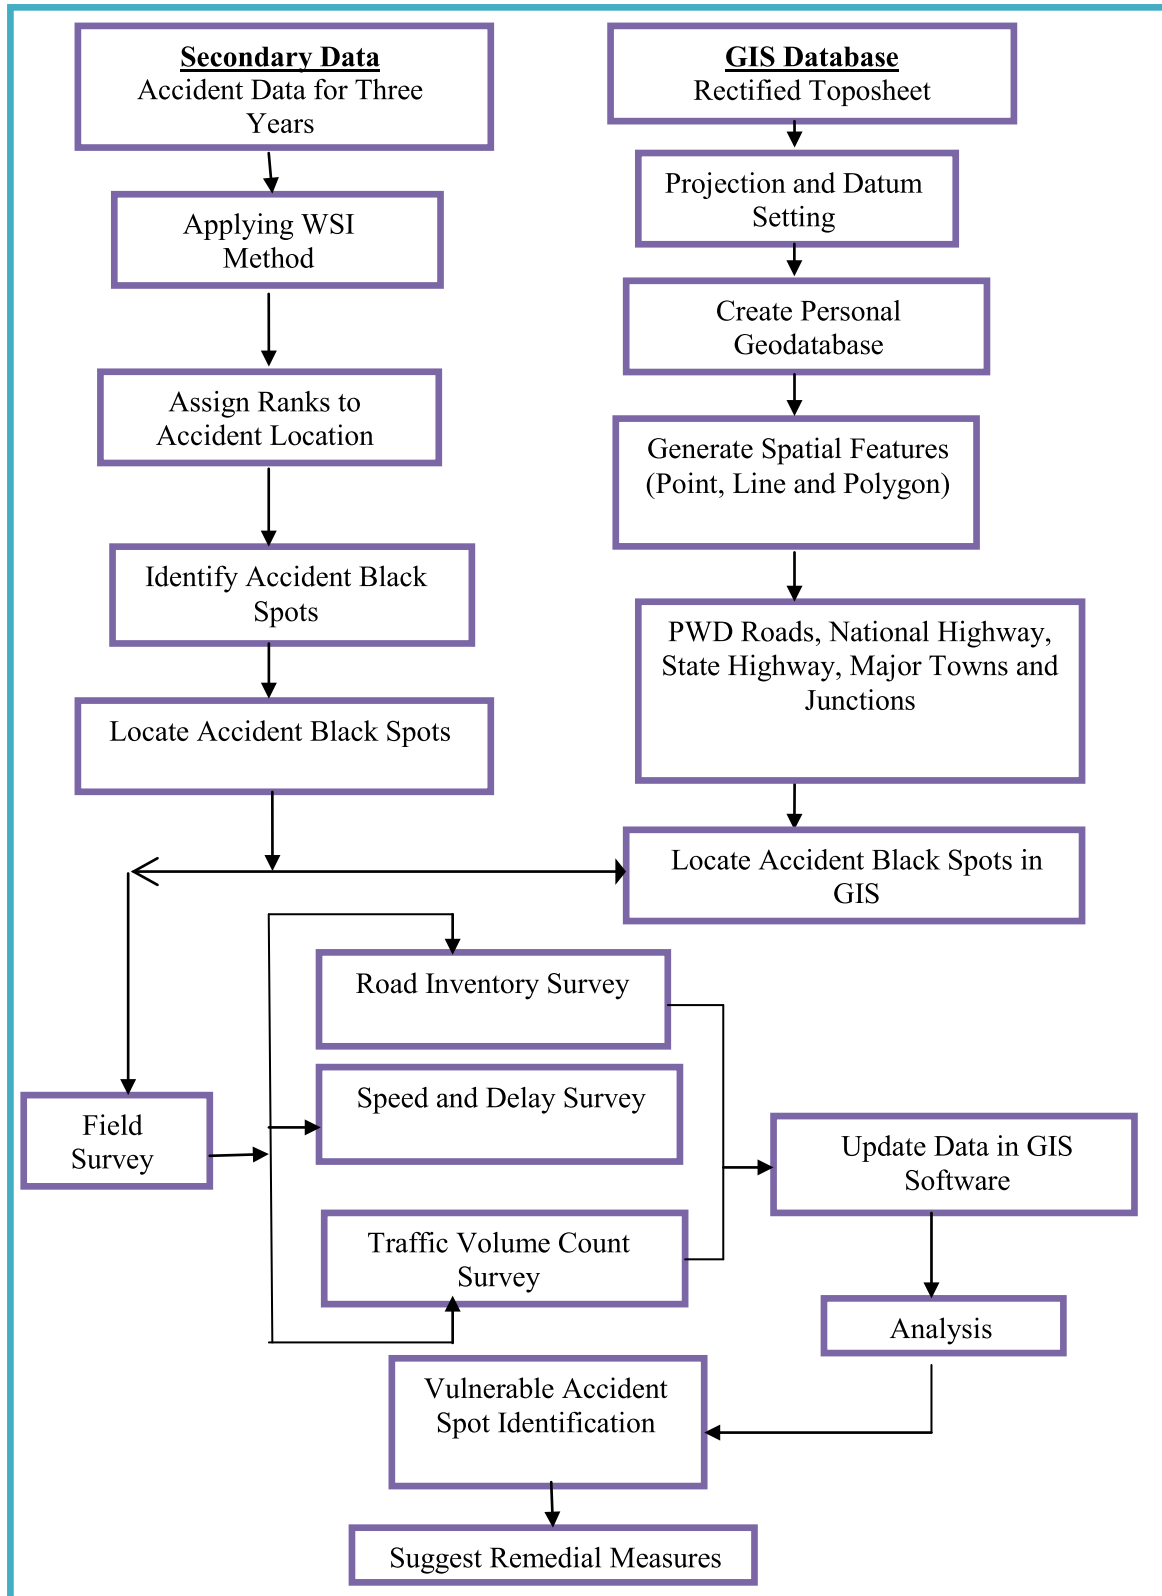 Secondary Data
Accident Data for Three
Years
GIS Database
Rectified Toposheet
Projection and Datum
Setting
Applying WSI
Method
Create Personal
Geodatabase
Assign Ranks to
Accident Location
Generate Spatial Features
(Point, Line and Polygon)
Identify Accident Black
Spots
PWD Roads, National Highway,
State Highway, Major Towns and
Junctions
Locate Accident Black Spots
Locate Accident Black Spots in
GIS
Road Inventory Survey
Speed and Delay Survey
Field
Survey
Update Data in GIS
Software
Traffic Volume Count
Survey
Analysis
Vulnerable Accident
Spot Identification
Suggest Remedial Measures